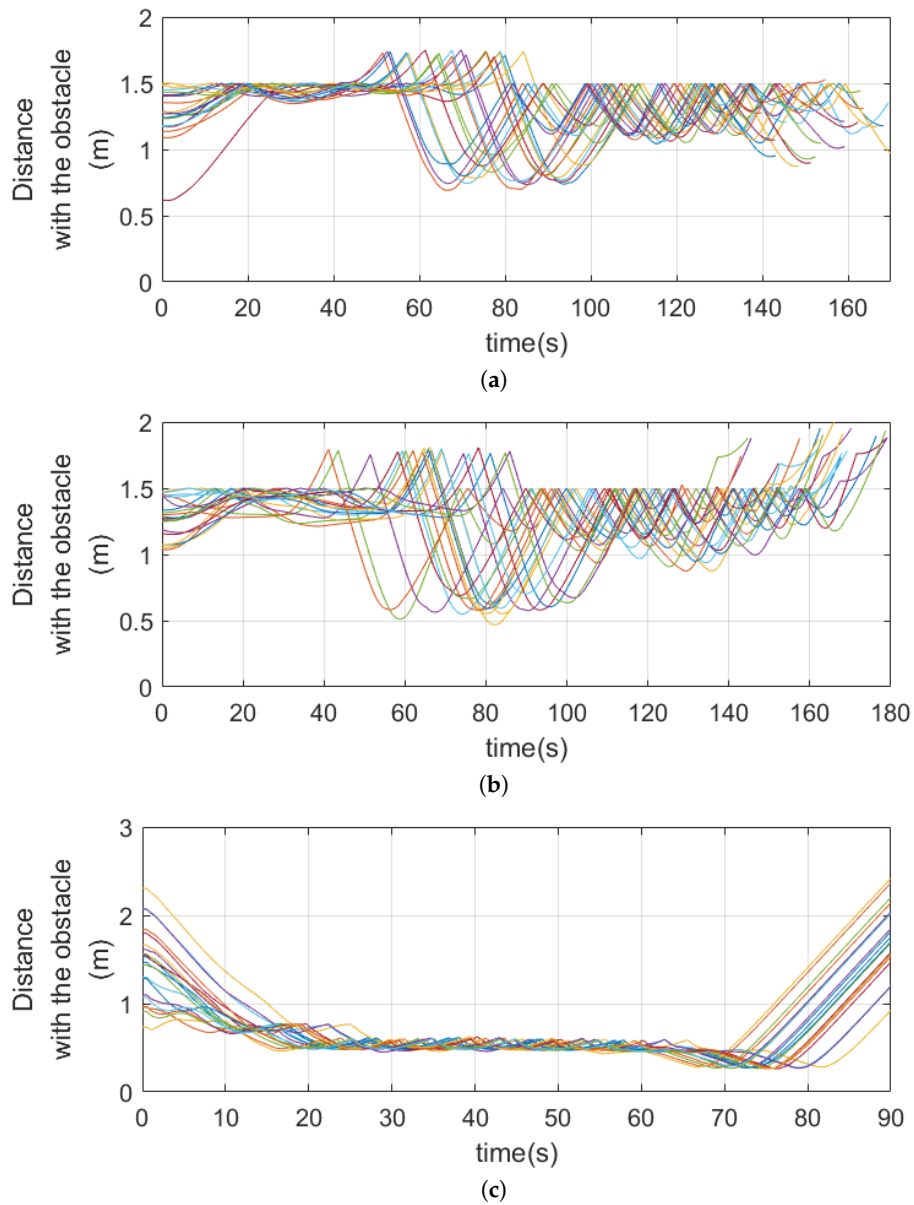 2
1.5
1
0.5
0
Distance
with the obstacle
(m)
0 20 40 60 80 100 120 140 160
time(s)
(a)
2
1.5
1
0.5
0
Distance
with the obstacle
(m)
0 20 40 60 80 100 120 140 160 180
time(s)
(b)
3
2
1
0
Distance
with the obstacle
(m)
0 10 20 30 40 50 60 70 80 90
time(s)
(c)